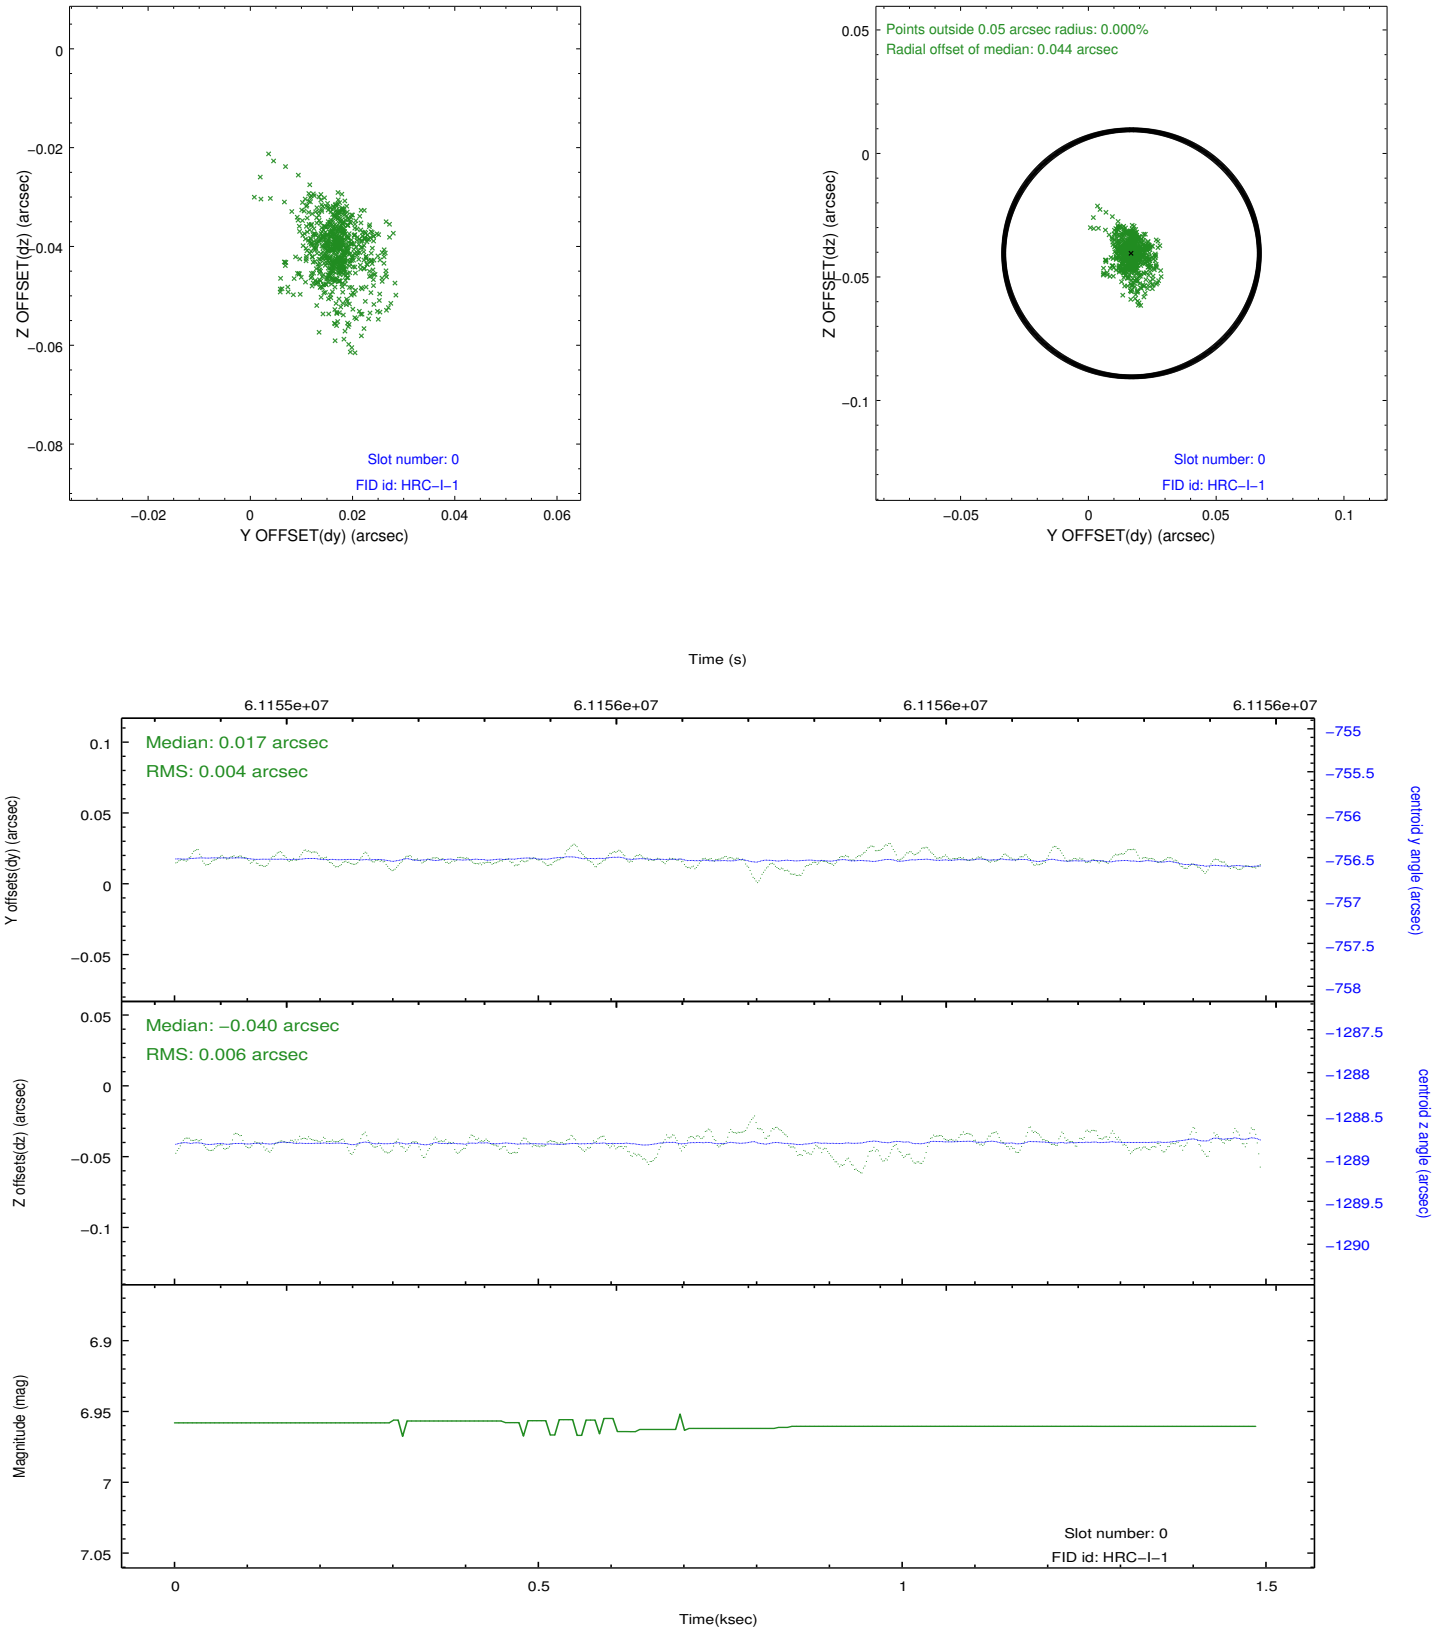 0
−0.02
−0.04
−0.06
−0.08
Z OFFSET(dz) (arcsec)
Slot number: 0
FID id: HRC−I−1
−0.02
0
0.02
0.04
0.06
Y OFFSET(dy) (arcsec)
Points outside 0.05 arcsec radius: 0.000%
Radial offset of median: 0.044 arcsec
0.05
0
−0.05
−0.1
Z OFFSET(dz) (arcsec)
Slot number: 0
FID id: HRC−I−1
−0.05
0
0.05
0.1
Y OFFSET(dy) (arcsec)
Time (s)
6.1155e+07
6.1156e+07
6.1156e+07
6.1156e+07
Median: 0.017 arcsec
RMS: 0.004 arcsec
0.1
0.05
0
−0.05
Y offsets(dy) (arcsec)
−755
−755.5
−756
−756.5
−757
−757.5
−758
centroid y angle (arcsec)
Median: −0.040 arcsec
RMS: 0.006 arcsec
0.05
0
−0.05
−0.1
Z offsets(dz) (arcsec)
−1287.5
−1288
−1288.5
−1289
−1289.5
−1290
centroid z angle (arcsec)
6.9
6.95
7
7.05
Magnitude (mag)
Slot number: 0
FID id: HRC−I−1
0
0.5
1
1.5
Time(ksec)